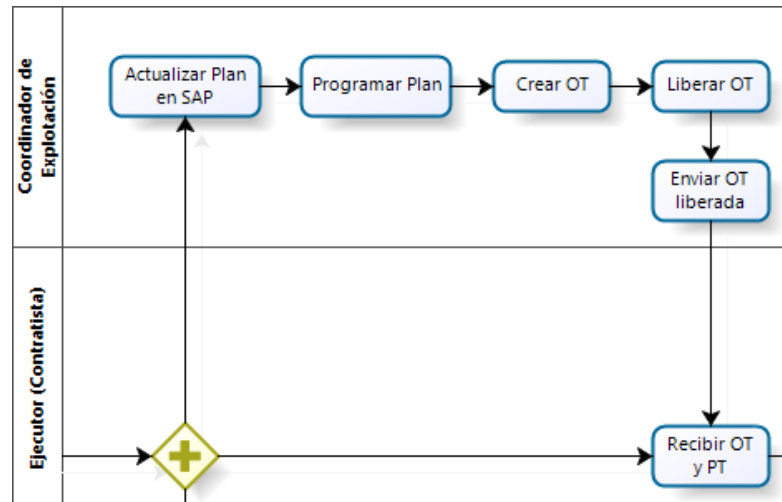 Coordinador de
Explotación
Actualizar Plan
en SAP
Programar Plan
Crear OT
Liberar OT
Enviar OT
liberada
Ejecutor (Contratista)
Recibir OT
y PT